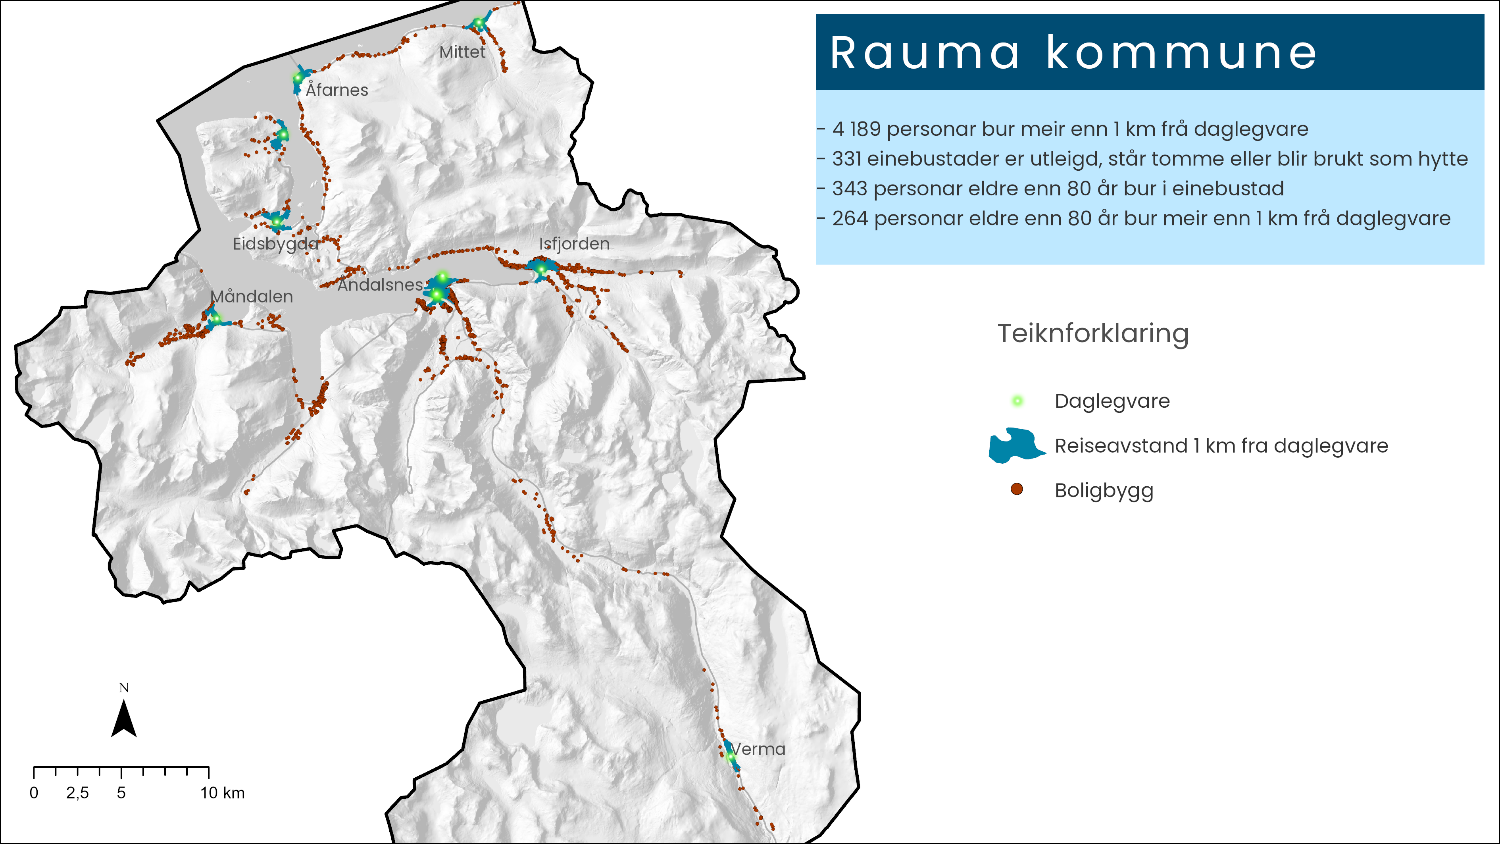 Rauma kommune
- 4 189 personar bur meir enn 1 km frå daglegvare
- 331 einebustader er utleigd, står tomme eller blir brukt som hytte
- 343 personar eldre enn 80 år bur i einebustad
- 264 personar eldre enn 80 år bur meir enn 1 km frå daglegvare
Mittet
Åfarnes
Eidsbygda
Isfjorden
Åndalsnes
Måndalen
Verma
Teiknforklaring
Daglegvare
Reiseavstand 1 km fra daglegvare
Boligbygg
N
0 2,5 5 10 km